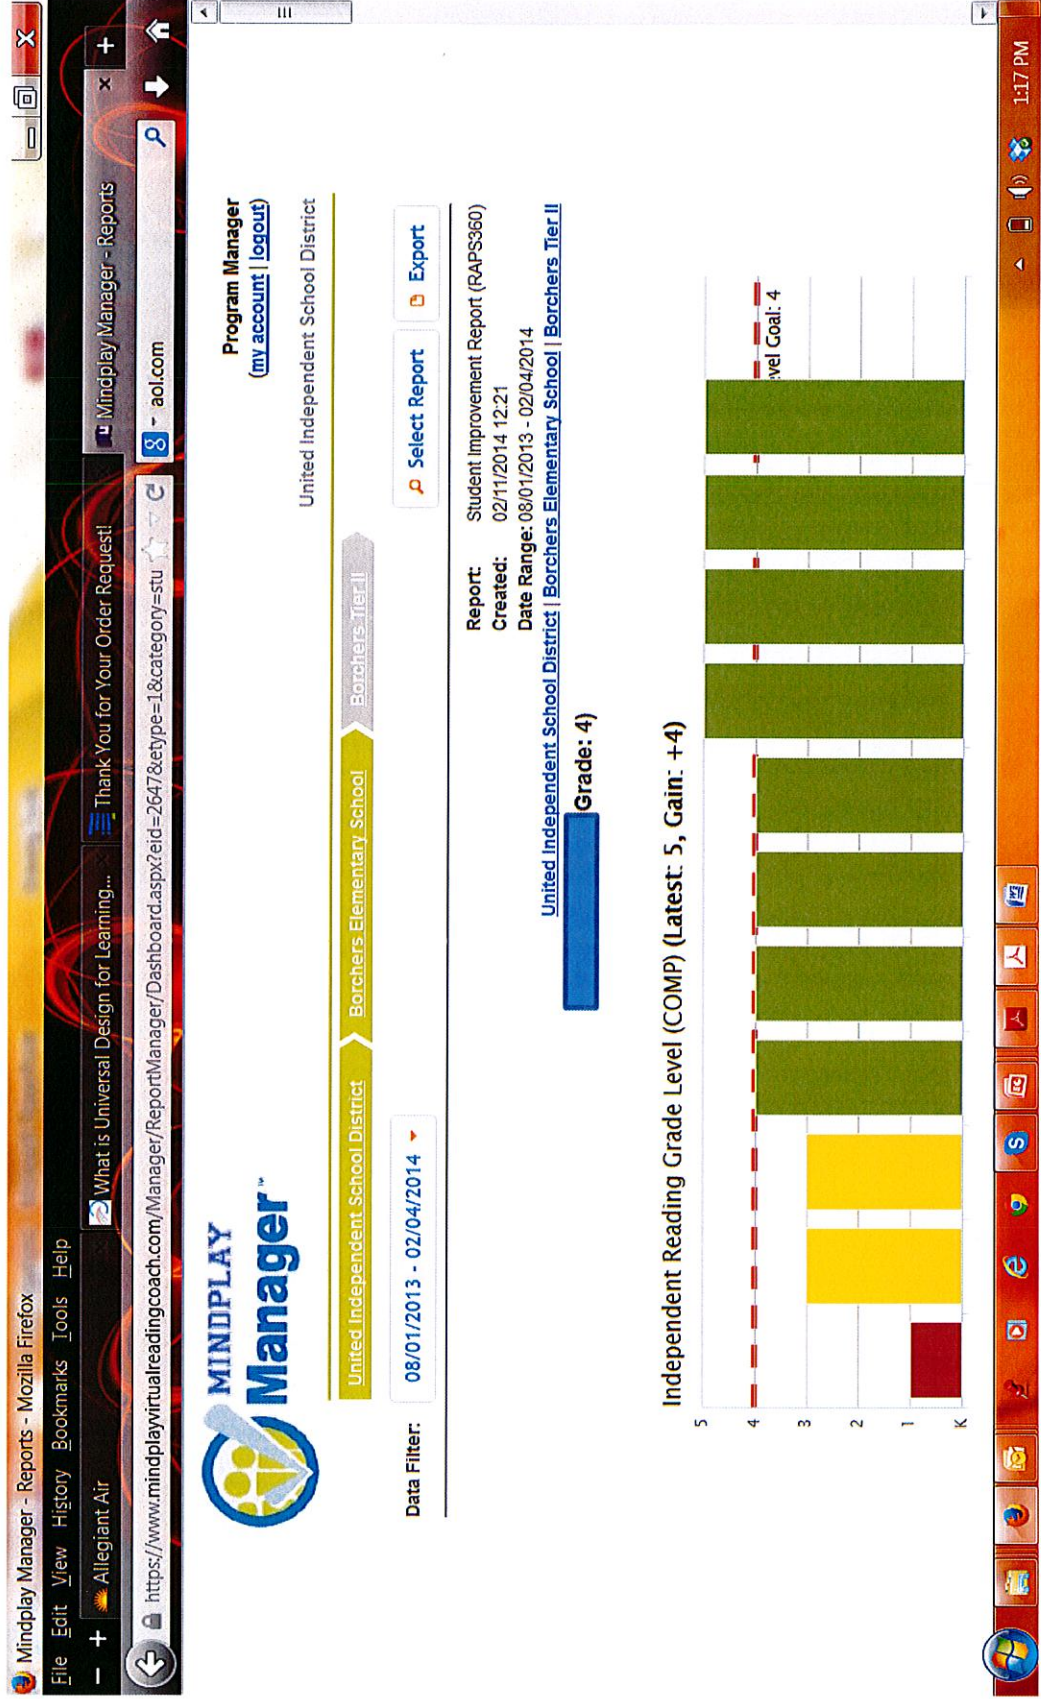 Mindplay Manager - Reports - Mozilla Firefox
File Edit View History Bookmarks Tools Help
Allegiant Air
What is Universal Design for Learning...
Thank You for Your Order Request!
Mindplay Manager - Reports
https://www.mindplayvirtualreadingcoach.com/Manager/ReportManager/Dashboard.aspx?eid=2647&etype=1&category=stu
aol.com
MINDPLAY
Manager™
Program Manager
(my account | logout)
United Independent School District
United Independent School District
Borchers Elementary School
Borchers Tier II
Data Filter:
08/01/2013 - 02/04/2014
Select Report
Export
Report: Student Improvement Report (RAPS360)
Created: 02/11/2014 12:21
Date Range: 08/01/2013 - 02/04/2014
United Independent School District | Borchers Elementary School | Borchers Tier II
Grade: 4)
Independent Reading Grade Level (COMP) (Latest: 5, Gain: +4)
5
4
3
2
1
K
vel Goal: 4
1:17 PM